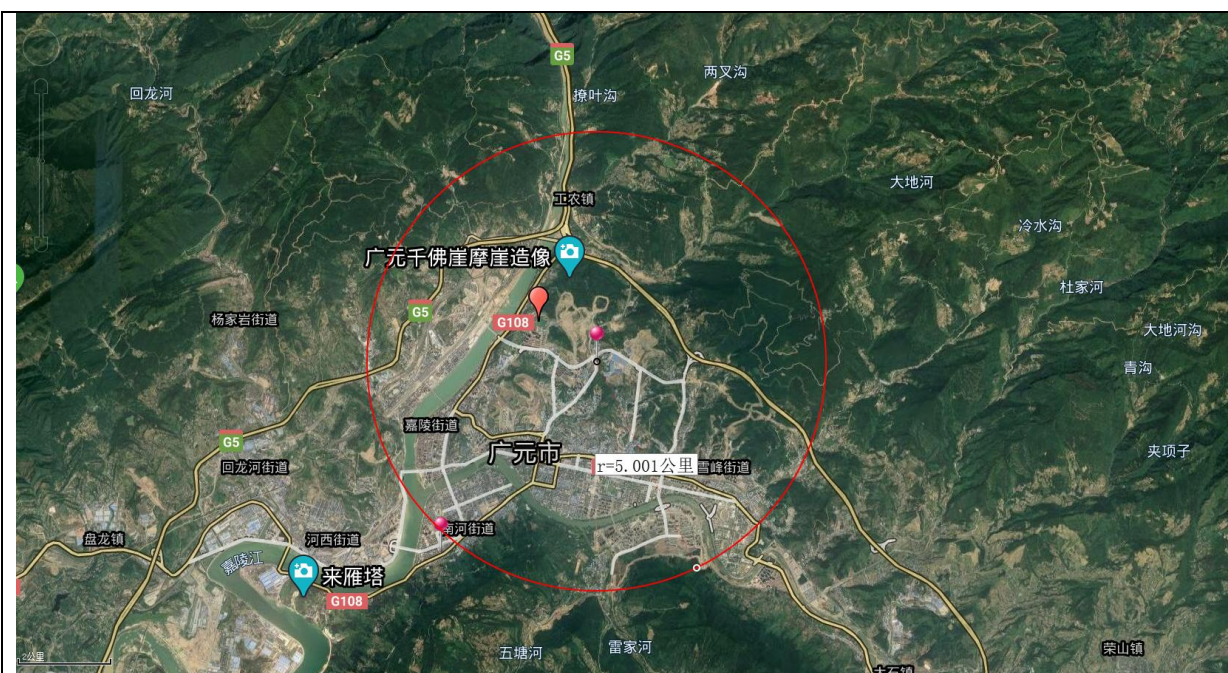 G5
两叉沟
回龙河
撩叶沟
大地河
工农镇
冷水沟
广元千佛崖摩崖造像
杜家河
G5
杨家岩街道
G108
大地河沟
青沟
嘉陵街道
G5
广元市
夹项子
回龙河街道
r=5.001公里
雪峰街道
南河街道
盘龙镇
河西街道
嘉陵江
来雁塔
G108
五塘河
雷家河
荣山镇
2公里
大石镇